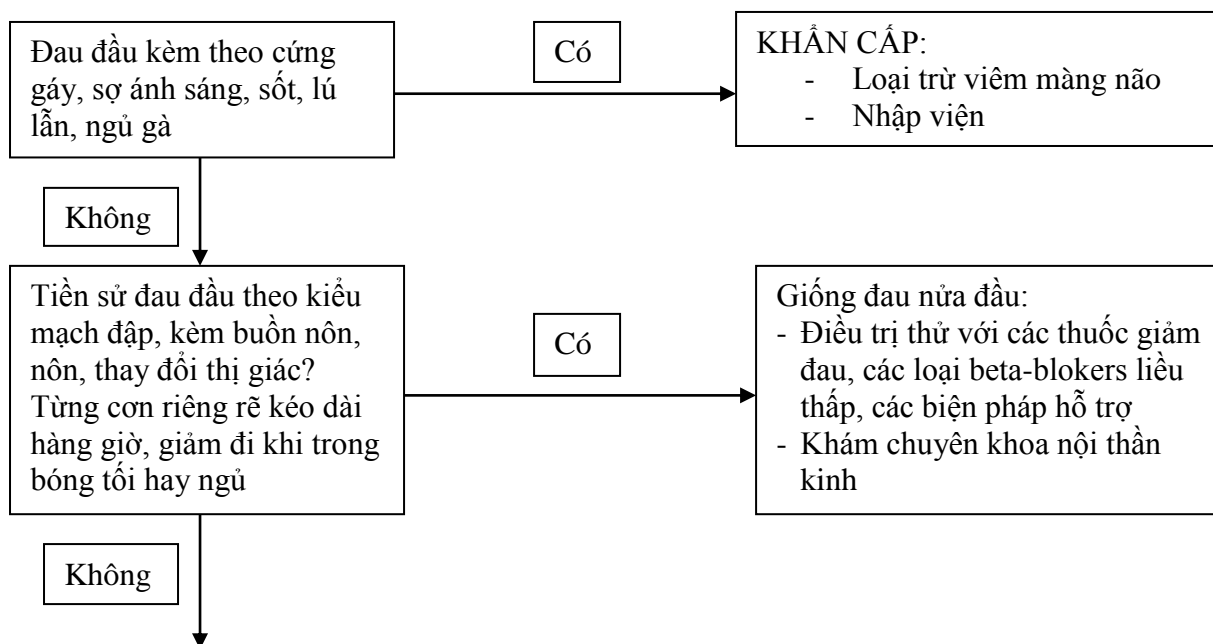 Đau đầu kèm theo cứng
gáy, sợ ánh sáng, sốt, lú
lẫn, ngủ gà
Có
KHẨN CẤP:
- Loại trừ viêm màng não
- Nhập viện
Không
Tiền sử đau đầu theo kiểu
mạch đập, kèm buồn nôn,
nôn, thay đổi thị giác?
Từng cơn riêng rẽ kéo dài
hàng giờ, giảm đi khi trong
bóng tối hay ngủ
Có
Giống đau nửa đầu:
- Điều trị thử với các thuốc giảm
đau, các loại beta-blokers liều
thấp, các biện pháp hỗ trợ
- Khám chuyên khoa nội thần
kinh
Không